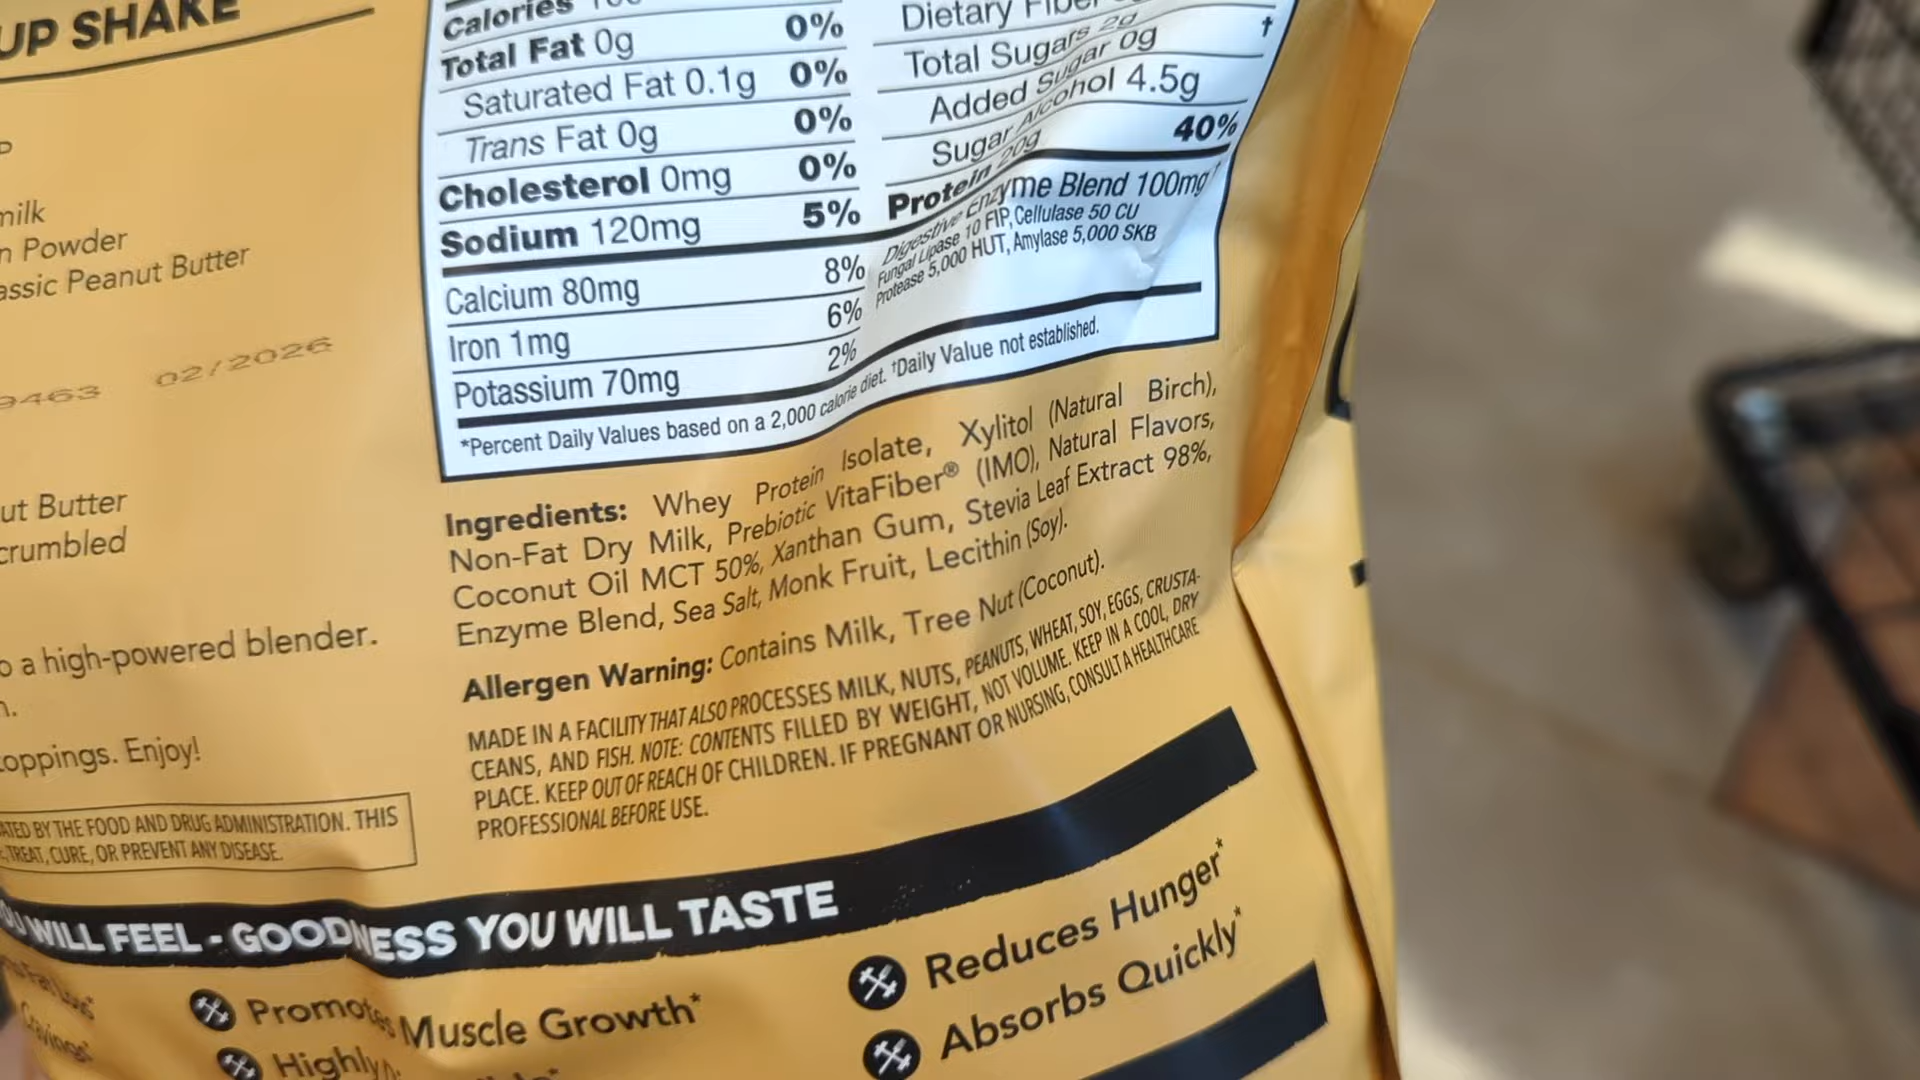 UP SHAKE
milk
n Powder
assic Peanut Butter
9463 02/2026
ut Butter
crumbled
o a high-powered blender.
n.
toppings. Enjoy!
ATED BY THE FOOD AND DRUG ADMINISTRATION. THIS
TREAT, CURE, OR PREVENT ANY DISEASE.
Calories
Total Fat 0g 0%
Saturated Fat 0.1g 0%
Trans Fat 0g 0%
Cholesterol 0mg 0%
Sodium 120mg 5%
Calcium 80mg 8%
Iron 1mg 6%
Potassium 70mg 2%
Dietary Fiber
Total Sugars 2g †
Added Sugar 0g
Sugar Alcohol 4.5g
Protein 20g 40%
Digestive Enzyme Blend 100mg†
Fungal Lipase 10 FIP, Cellulase 50 CU
Protease 5,000 HUT, Amylase 5,000 SKB
*Percent Daily Values based on a 2,000 calorie diet. †Daily Value not established.
Ingredients: Whey Protein Isolate, Xylitol (Natural Birch),
Non-Fat Dry Milk, Prebiotic VitaFiber® (IMO), Natural Flavors,
Coconut Oil MCT 50%, Xanthan Gum, Stevia Leaf Extract 98%,
Enzyme Blend, Sea Salt, Monk Fruit, Lecithin (Soy).
Allergen Warning: Contains Milk, Tree Nut (Coconut).
MADE IN A FACILITY THAT ALSO PROCESSES MILK, NUTS, PEANUTS, WHEAT, SOY, EGGS, CRUSTA-
CEANS, AND FISH. NOTE: CONTENTS FILLED BY WEIGHT, NOT VOLUME. KEEP IN A COOL, DRY
PLACE. KEEP OUT OF REACH OF CHILDREN. IF PREGNANT OR NURSING, CONSULT A HEALTHCARE
PROFESSIONAL BEFORE USE.
OU WILL FEEL - GOODNESS YOU WILL TASTE
Fat Loss*
Cravings*
Promotes Muscle Growth*
Highly
Reduces Hunger*
Absorbs Quickly*